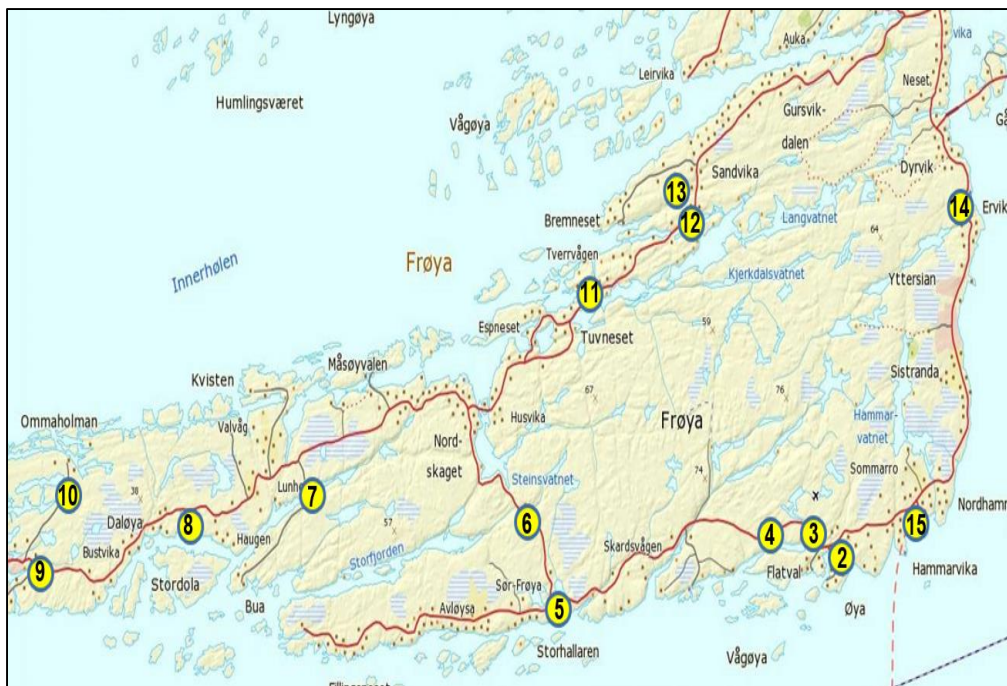 Lyngøya
Auka
vika
Leirvika
Neset
Humlingsværet
Gursvik-
dalen
Vågøya
Sandvika
Dyrvik
13
14
Ervik
Bremneset
12
Langvatnet
64
Tverrvågen
Innerhølen
Frøya
Kjerkdalsvatnet
Yttersian
11
Espneset
59
Tuvneset
Måsøyvalen
Sistranda
Kvisten
67
76
Husvika
Frøya
Hammar-
vatnet
Ommaholman
Valvåg
Nord-
skaget
Steinsvatnet
74
Sommarro
10
38
7
Nordhamm
Daløya
8
57
6
4
3
15
Bustvika
Haugen
Storfjorden
Skardsvågen
2
9
Flatval
Hammarvika
Stordola
Sør-Frøya
Bua
Avløysa
5
Øya
Storhallaren
Vågøya